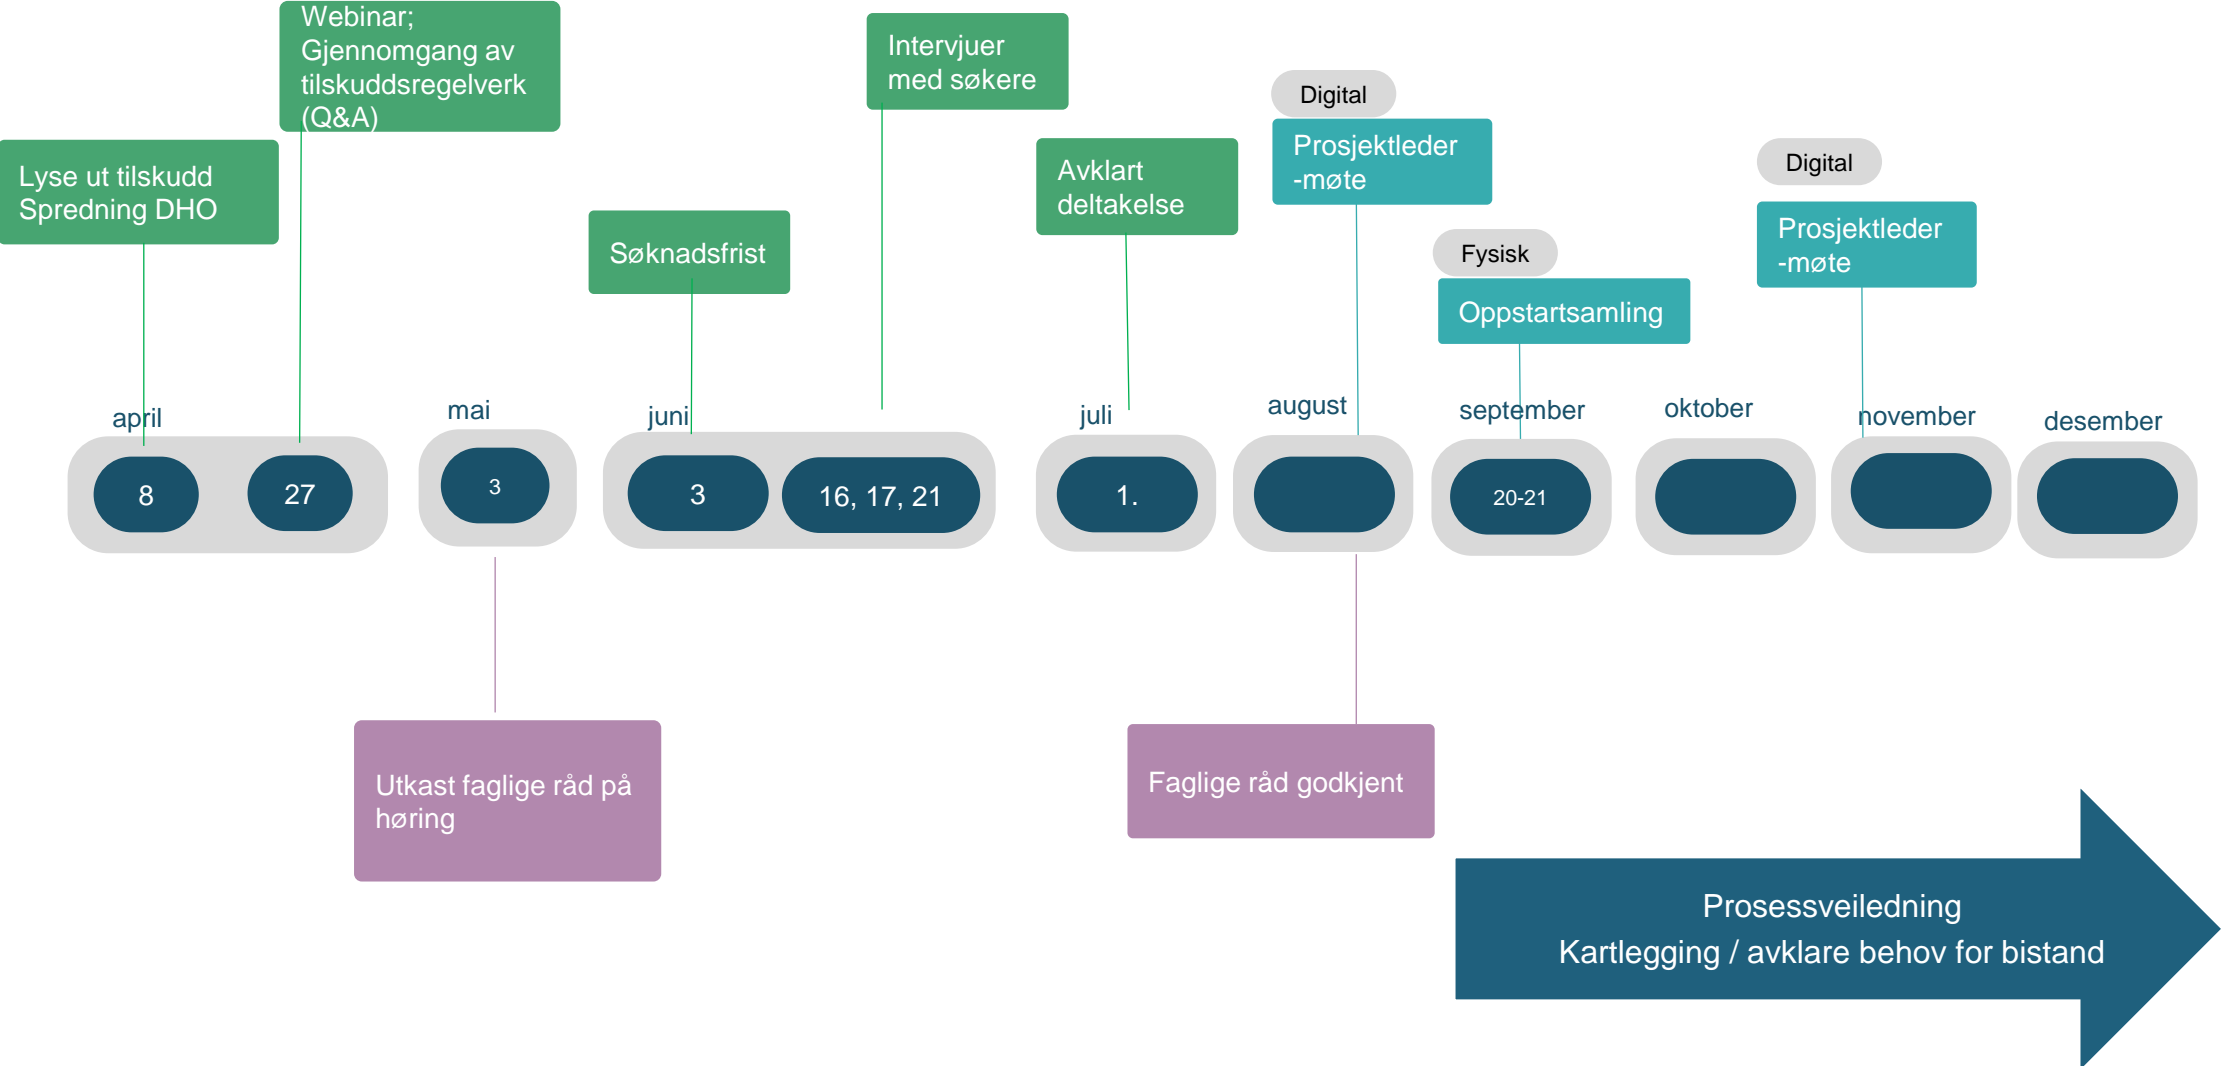 Webinar;
Gjennomgang av
tilskuddsregelverk
(Q&A)
Intervjuer
med søkere
Digital
Prosjektleder
-møte
Digital
Lyse ut tilskudd
Spredning DHO
Avklart
deltakelse
Søknadsfrist
Fysisk
Oppstartsamling
Prosjektleder
-møte
april
mai
juni
juli
august
september
oktober
november
desember
8
27
3
3
16, 17, 21
1.
20-21
Utkast faglige råd på
høring
Faglige råd godkjent
Prosessveiledning
Kartlegging / avklare behov for bistand